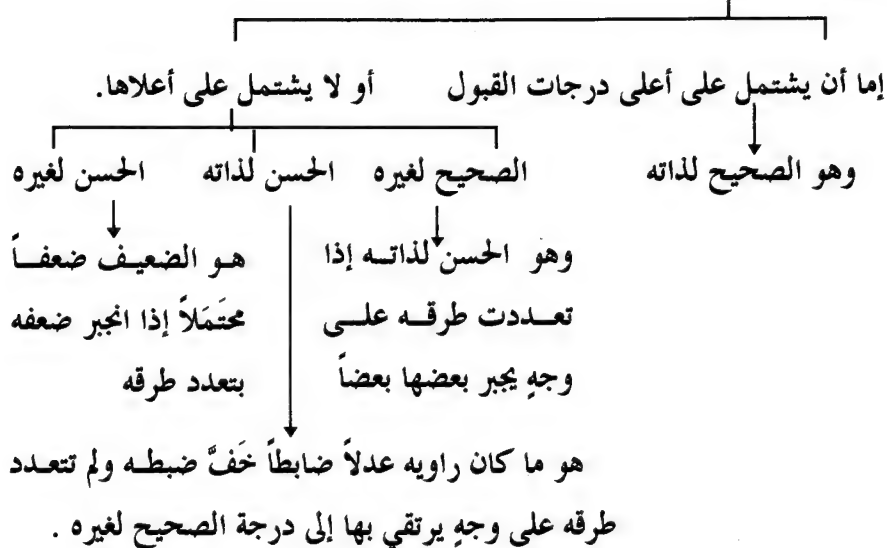 إما أن يشتمل على أعلى درجات القبول أو لا يشتمل على أعلاها.
وهو الصحيح لذاته الصحيح لغيره الحسن لذاته الحسن لغيره
وهو الحسن لذاته إذا
تعددت طرقه على
وجهٍ يجبر بعضها بعضاً
هو الضعيف ضعفاً
محتَمَلاً إذا انجبر ضعفه
بتعدد طرقه
هو ما كان راويه عدلاً ضابطاً خَفَّ ضبطه ولم تتعدد
طرقه على وجهٍ يرتقي بها إلى درجة الصحيح لغيره .